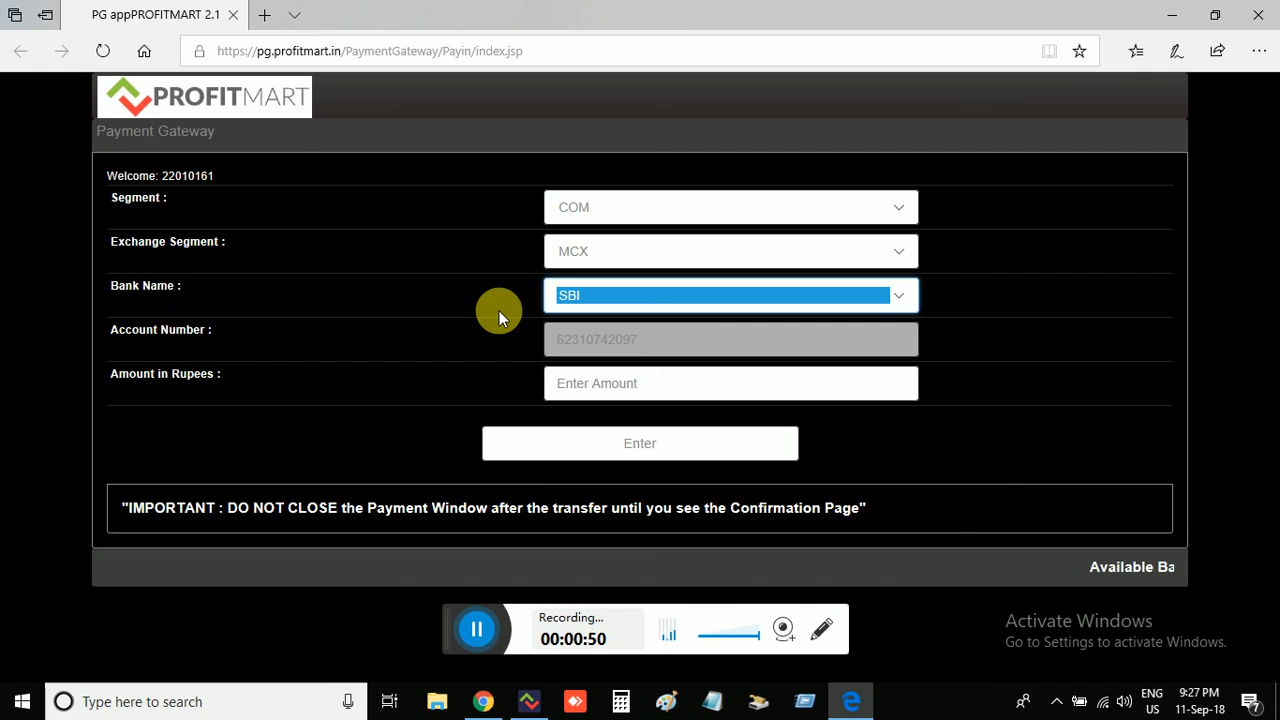 PG appPROFITMART 2.1
https://pg.profitmart.in/PaymentGateway/Payin/index.jsp
PROFITMART
Payment Gateway
Welcome: 22010161
Segment :
COM
Exchange Segment :
MCX
Bank Name :
SBI
Account Number :
62310742097
Amount in Rupees :
Enter Amount
Enter
"IMPORTANT : DO NOT CLOSE the Payment Window after the transfer until you see the Confirmation Page"
Available Ba
Recording...
00:00:50
Activate Windows
Go to Settings to activate Windows.
Type here to search
ENG
US
9:27 PM
11-Sep-18
7